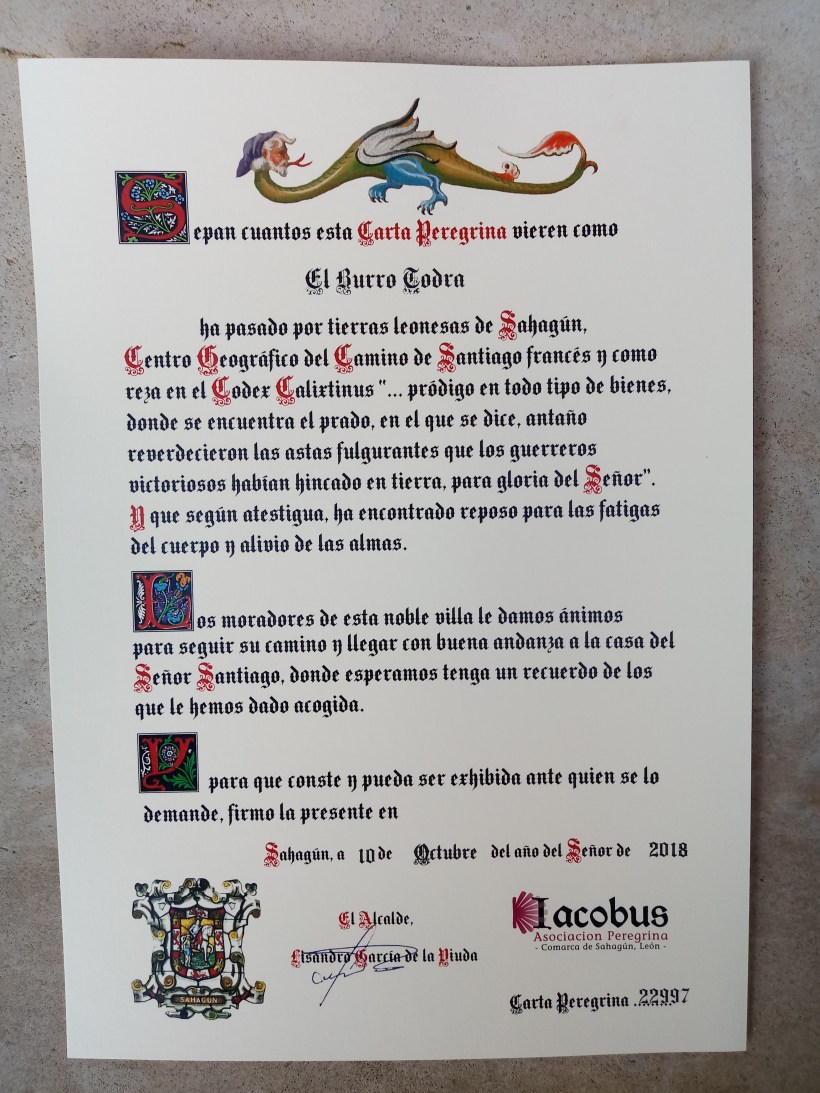 Sepan cuantos esta Carta Peregrina vieren como
El Burro Todra
ha pasado por tierras leonesas de Sahagún,
Centro Geográfico del Camino de Santiago francés y como
reza en el Codex Calixtinus "... pródigo en todo tipo de bienes,
donde se encuentra el prado, en el que se dice, antaño
reverdecieron las astas fulgurantes que los guerreros
victoriosos habían hincado en tierra, para gloria del Señor".
Y que según atestigua, ha encontrado reposo para las fatigas
del cuerpo y alivio de las almas.
Los moradores de esta noble villa le damos ánimos
para seguir su camino y llegar con buena andanza a la casa del
Señor Santiago, donde esperamos tenga un recuerdo de los
que le hemos dado acogida.
Y para que conste y pueda ser exhibida ante quien se lo
demande, firmo la presente en
Sahagún, a 10 de Octubre del año del Señor de 2018
El Alcalde,
Lisandro García de la Viuda
SAHAGUN
Iacobus
Asociacion Peregrina
- Comarca de Sahagún, León -
Carta Peregrina .22997